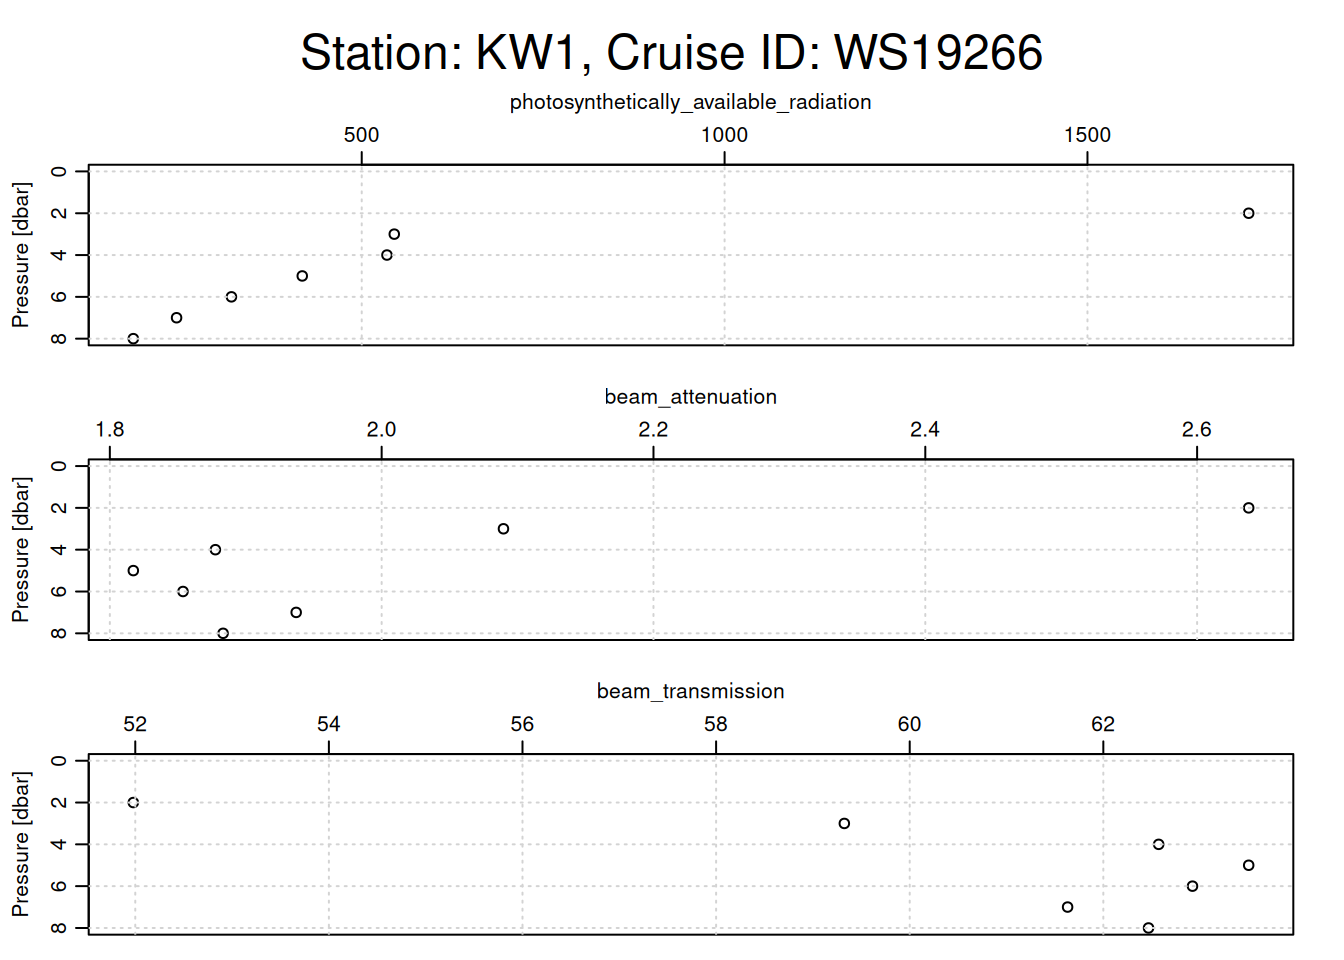 Station: KW1, Cruise ID: WS19266
photosynthetically_available_radiation
500 1000 1500
Pressure [dbar]
0
2
4
6
8
beam_attenuation
1.8 2.0 2.2 2.4 2.6
Pressure [dbar]
0
2
4
6
8
beam_transmission
52 54 56 58 60 62
Pressure [dbar]
0
2
4
6
8